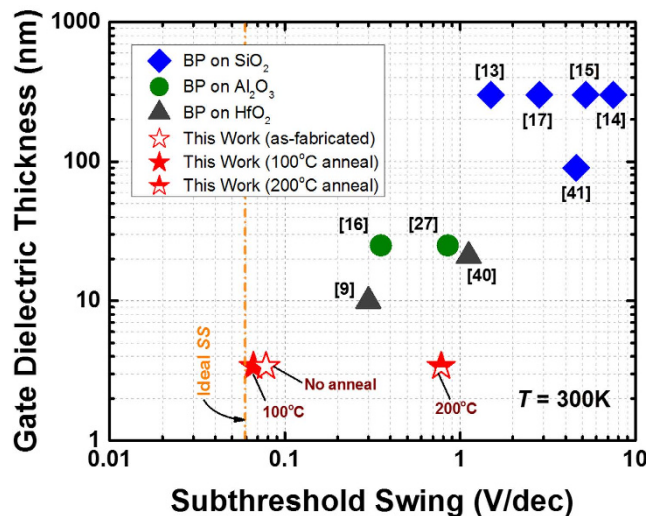 Gate Dielectric Thickness (nm)
1000
100
10
1
BP on SiO₂
BP on Al₂O₃
BP on HfO₂
This Work (as-fabricated)
This Work (100°C anneal)
This Work (200°C anneal)
[13]
[15]
[17]
[14]
[41]
[16]
[27]
[9]
[40]
Ideal SS
No anneal
100°C
200°C
T = 300K
0.01
0.1
1
10
Subthreshold Swing (V/dec)